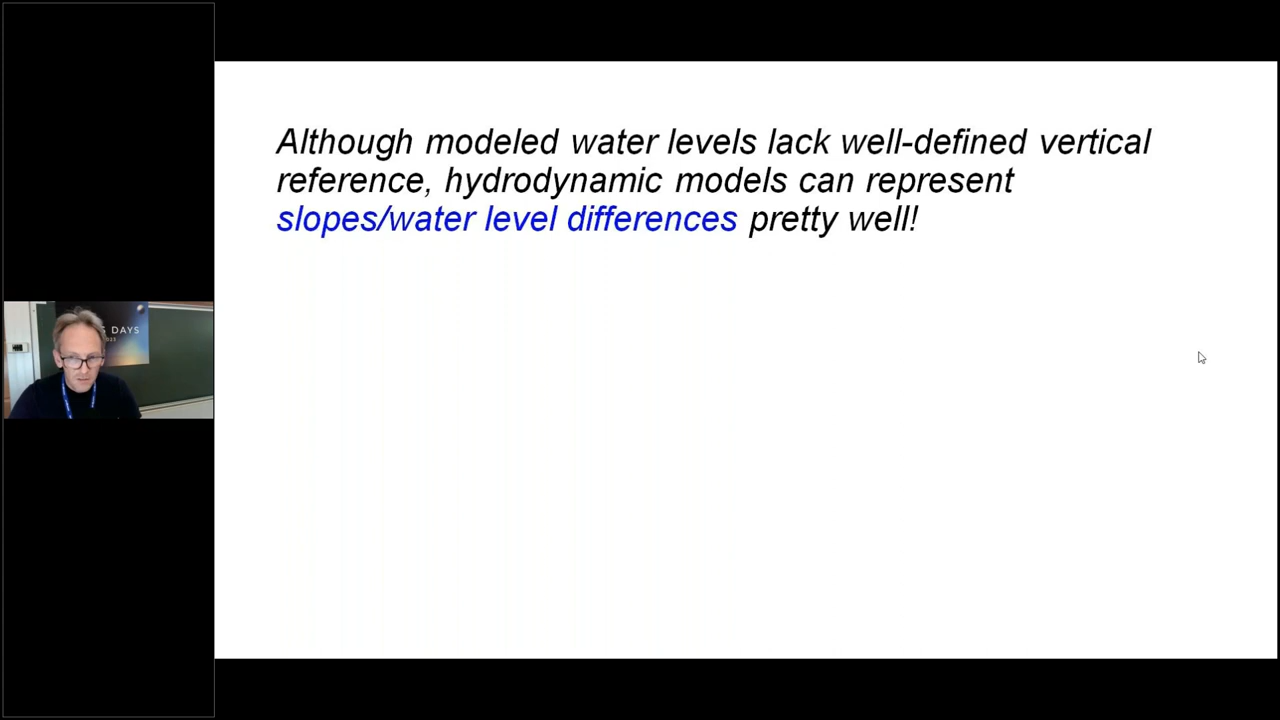 Although modeled water levels lack well-defined vertical
reference, hydrodynamic models can represent
slopes/water level differences pretty well!
DAYS